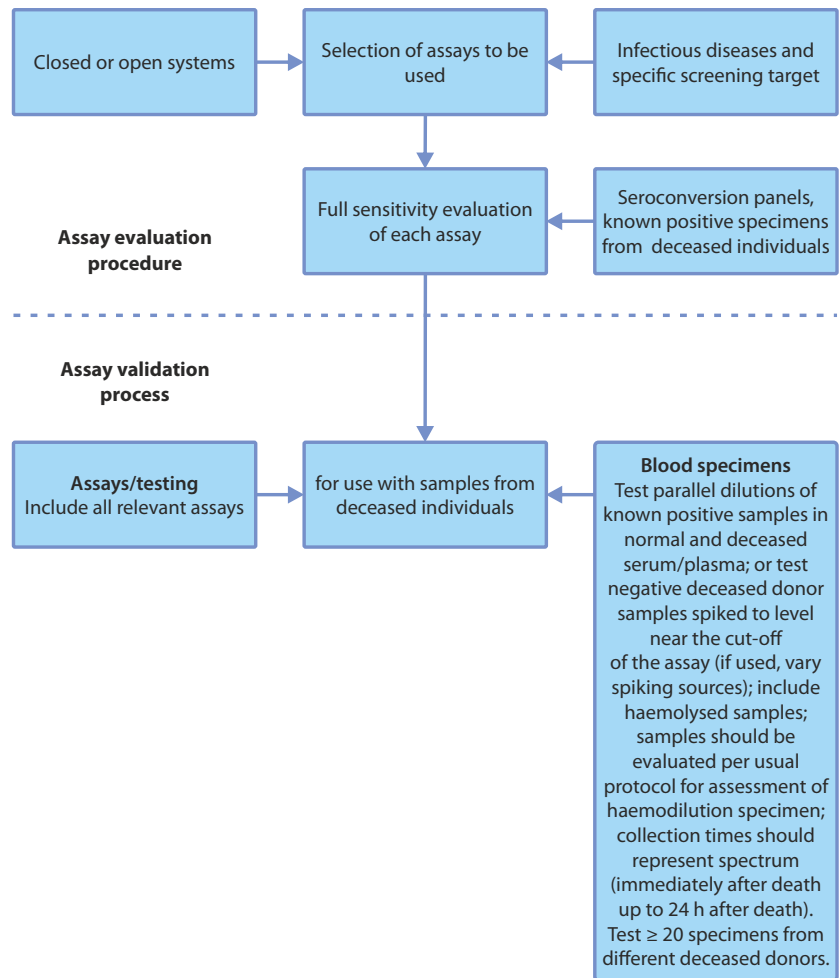 Closed or open systems
Selection of assays to be
used
Infectious diseases and
specific screening target
Full sensitivity evaluation
of each assay
Seroconversion panels,
known positive specimens
from deceased individuals
Assay evaluation
procedure
Assay validation
process
Assays/testing
Include all relevant assays
for use with samples from
deceased individuals
Blood specimens
Test parallel dilutions of
known positive samples in
normal and deceased
serum/plasma; or test
negative deceased donor
samples spiked to level
near the cut-off
of the assay (if used, vary
spiking sources); include
haemolysed samples;
samples should be
evaluated per usual
protocol for assessment of
haemodilution specimen;
collection times should
represent spectrum
(immediately after death
up to 24 h after death).
Test ≥ 20 specimens from
different deceased donors.